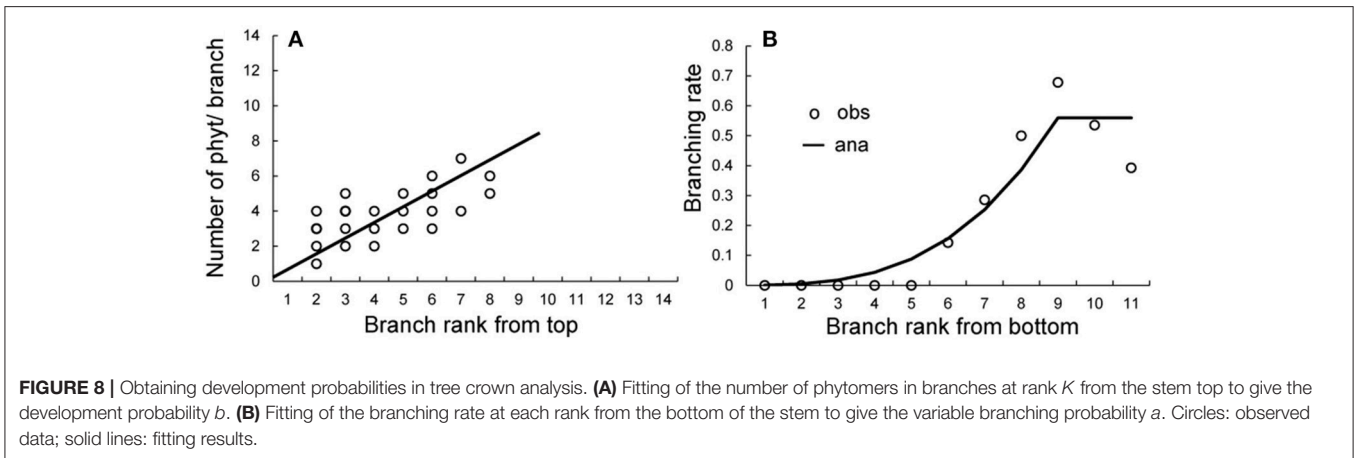 A
Number of phyt/ branch
14
12
10
8
6
4
2
0
1 2 3 4 5 6 7 8 9 10 11 12 13 14
Branch rank from top
B
Branching rate
0.8
0.7
0.6
0.5
0.4
0.3
0.2
0.1
0
obs
ana
1 2 3 4 5 6 7 8 9 10 11
Branch rank from bottom
FIGURE 8 | Obtaining development probabilities in tree crown analysis. (A) Fitting of the number of phytomers in branches at rank K from the stem top to give the
development probability b. (B) Fitting of the branching rate at each rank from the bottom of the stem to give the variable branching probability a. Circles: observed
data; solid lines: fitting results.